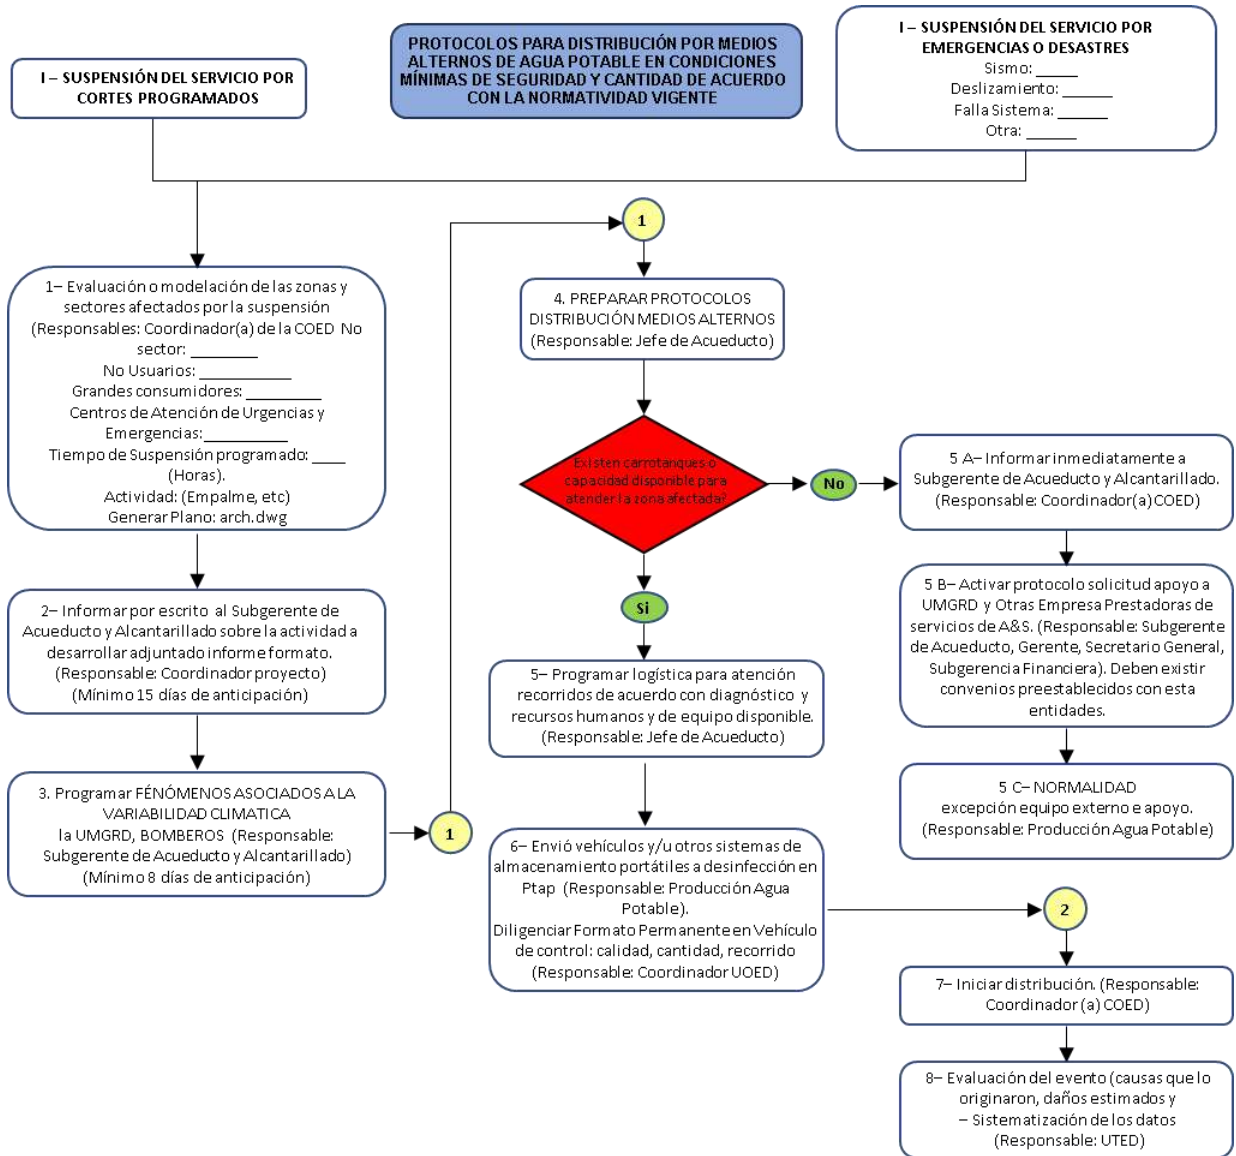 I – SUSPENSIÓN DEL SERVICIO POR
CORTES PROGRAMADOS
PROTOCOLOS PARA DISTRIBUCIÓN POR MEDIOS
ALTERNOS DE AGUA POTABLE EN CONDICIONES
MÍNIMAS DE SEGURIDAD Y CANTIDAD DE ACUERDO
CON LA NORMATIVIDAD VIGENTE
I – SUSPENSIÓN DEL SERVICIO POR
EMERGENCIAS O DESASTRES
Sismo: _____
Deslizamiento: ______
Falla Sistema: ______
Otra: ______
1– Evaluación o modelación de las zonas y
sectores afectados por la suspensión
(Responsables: Coordinador(a) de la COED No
sector: ________
No Usuarios: ___________
Grandes consumidores: _________
Centros de Atención de Urgencias y
Emergencias: __________
Tiempo de Suspensión programado: ____
(Horas).
Actividad: (Empalme, etc)
Generar Plano: arch.dwg
2– Informar por escrito al Subgerente de
Acueducto y Alcantarillado sobre la actividad a
desarrollar adjuntado informe formato.
(Responsable: Coordinador proyecto)
(Mínimo 15 días de anticipación)
3. Programar FÉNÓMENOS ASOCIADOS A LA
VARIABILIDAD CLIMATICA
la UMGRD, BOMBEROS (Responsable:
Subgerente de Acueducto y Alcantarillado)
(Mínimo 8 días de anticipación)
1
1
4. PREPARAR PROTOCOLOS
DISTRIBUCIÓN MEDIOS ALTERNOS
(Responsable: Jefe de Acueducto)
Existen carrotanques o
capacidad disponible para
atender la zona afectada?
No
Si
5 A– Informar inmediatamente a
Subgerente de Acueducto y Alcantarillado.
(Responsable: Coordinador(a) COED)
5 B– Activar protocolo solicitud apoyo a
UMGRD y Otras Empresa Prestadoras de
servicios de A&S. (Responsable: Subgerente
de Acueducto, Gerente, Secretario General,
Subgerencia Financiera). Deben existir
convenios preestablecidos con esta
entidades.
5 C– NORMALIDAD
excepción equipo externo e apoyo.
(Responsable: Producción Agua Potable)
5– Programar logística para atención
recorridos de acuerdo con diagnóstico y
recursos humanos y de equipo disponible.
(Responsable: Jefe de Acueducto)
6– Envió vehículos y/u otros sistemas de
almacenamiento portátiles a desinfección en
Ptap (Responsable: Producción Agua
Potable).
Diligenciar Formato Permanente en Vehículo
de control: calidad, cantidad, recorrido
(Responsable: Coordinador UOED)
2
7– Iniciar distribución. (Responsable:
Coordinador (a) COED)
8– Evaluación del evento (causas que lo
originaron, daños estimados y
– Sistematización de los datos
(Responsable: UTED)